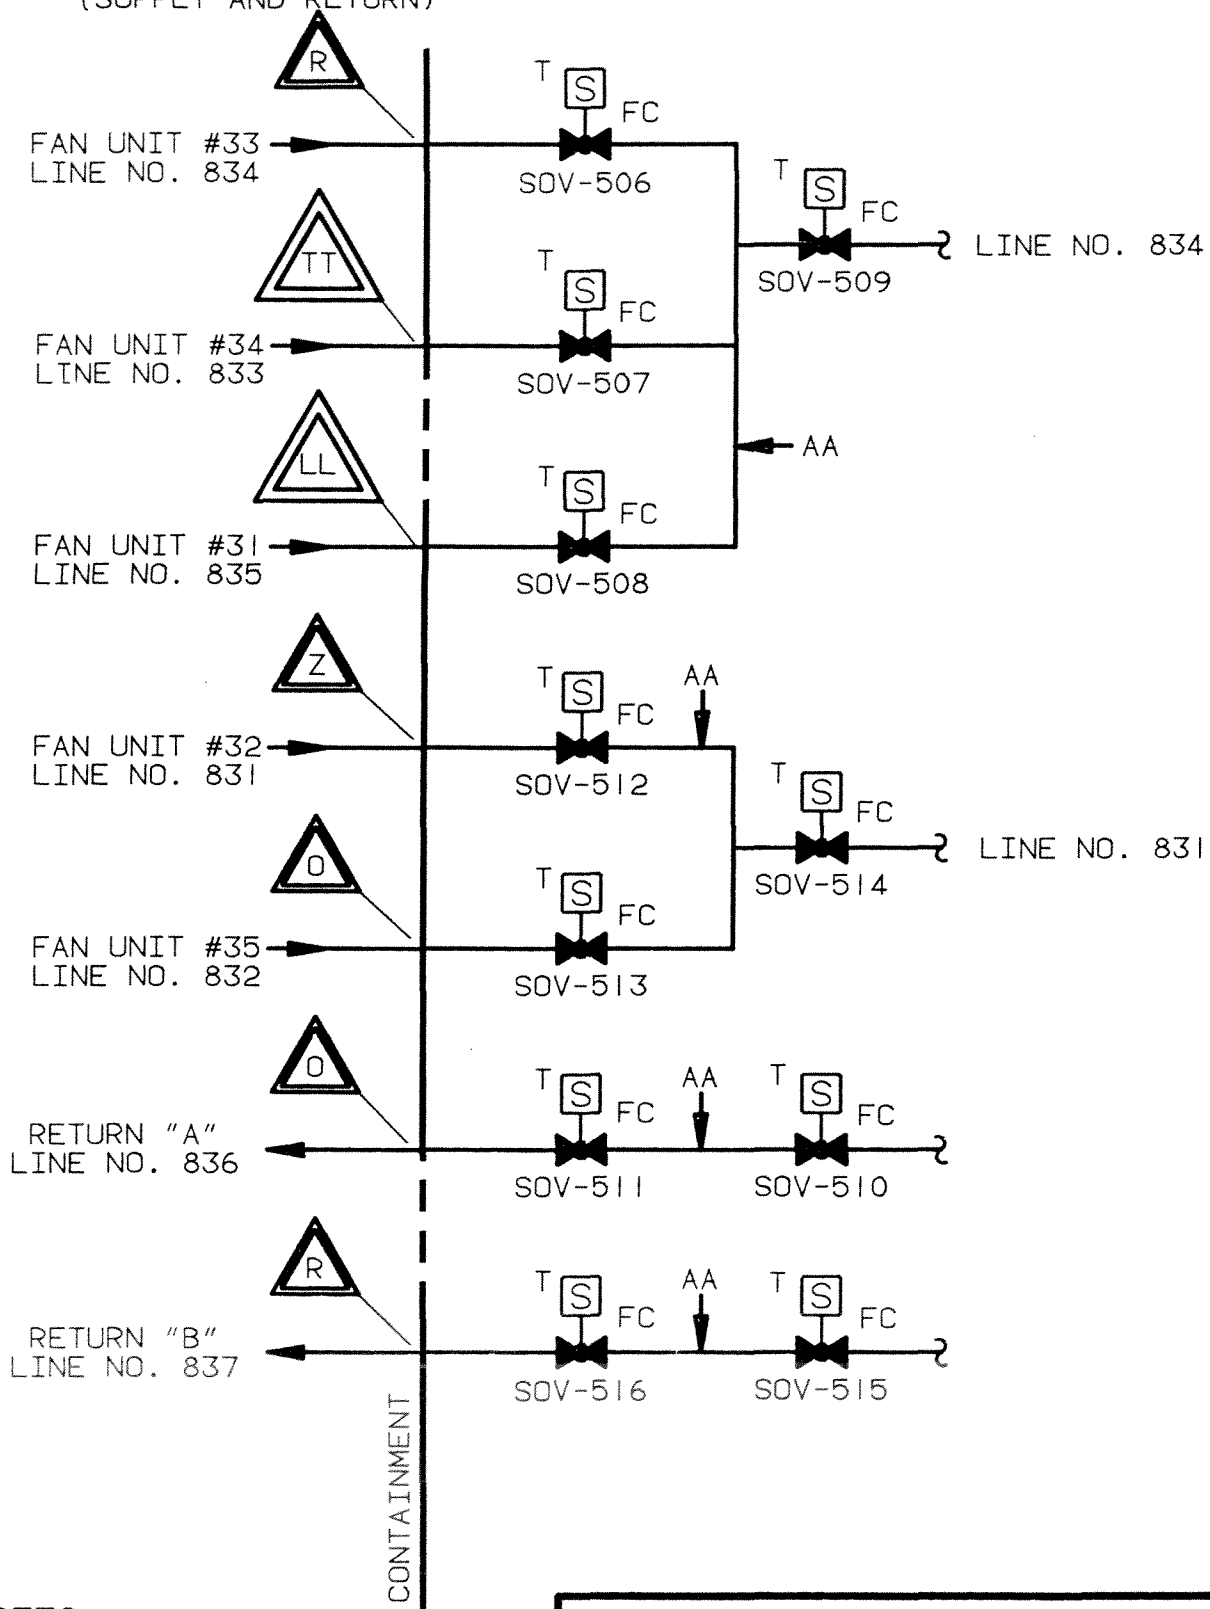 (SUPPLY AND RETURN)
R
T
S
FC
FAN UNIT #33
LINE NO. 834
SOV-506
T
S
FC
LINE NO. 834
SOV-509
TT
T
S
FC
FAN UNIT #34
LINE NO. 833
SOV-507
AA
LL
T
S
FC
FAN UNIT #31
LINE NO. 835
SOV-508
Z
T
S
FC
AA
FAN UNIT #32
LINE NO. 831
SOV-512
T
S
FC
LINE NO. 831
SOV-514
O
T
S
FC
FAN UNIT #35
LINE NO. 832
SOV-513
O
T
S
FC
AA
T
S
FC
RETURN "A"
LINE NO. 836
SOV-511
SOV-510
R
T
S
FC
AA
T
S
FC
RETURN "B"
LINE NO. 837
SOV-516
SOV-515
CONTAINMENT